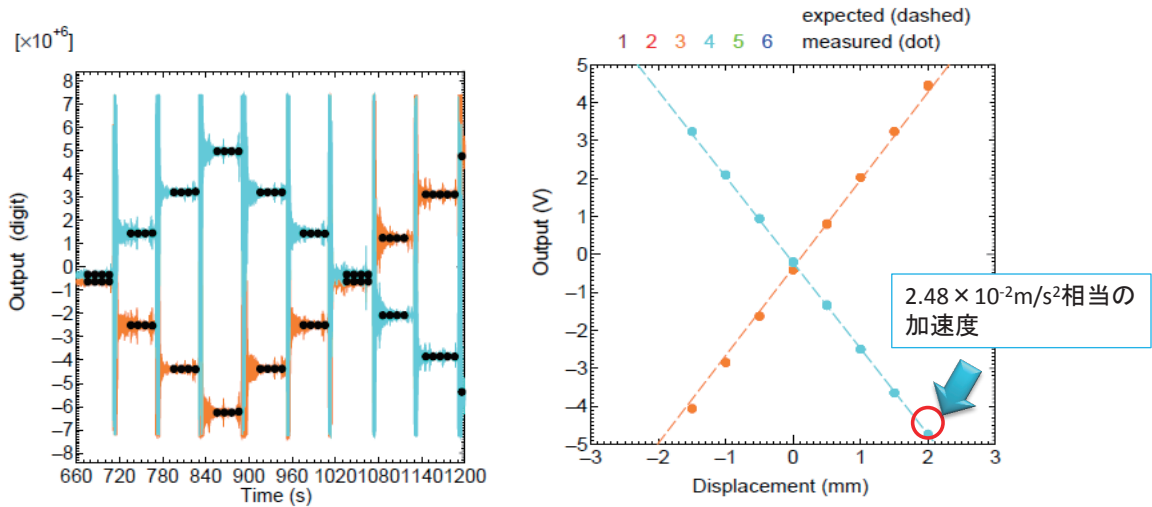 [×10+6]
8
7
6
5
4
3
2
1
0
−1
−2
−3
−4
−5
−6
−7
−8
Output (digit)
660 720 780 840 900 960 1020 1080 1140 1200
Time (s)
expected (dashed)
1 2 3 4 5 6 measured (dot)
5
4
3
2
1
0
−1
−2
−3
−4
−5
Output (V)
−3 −2 −1 0 1 2 3
Displacement (mm)
2.48×10-2m/s2相当の
加速度